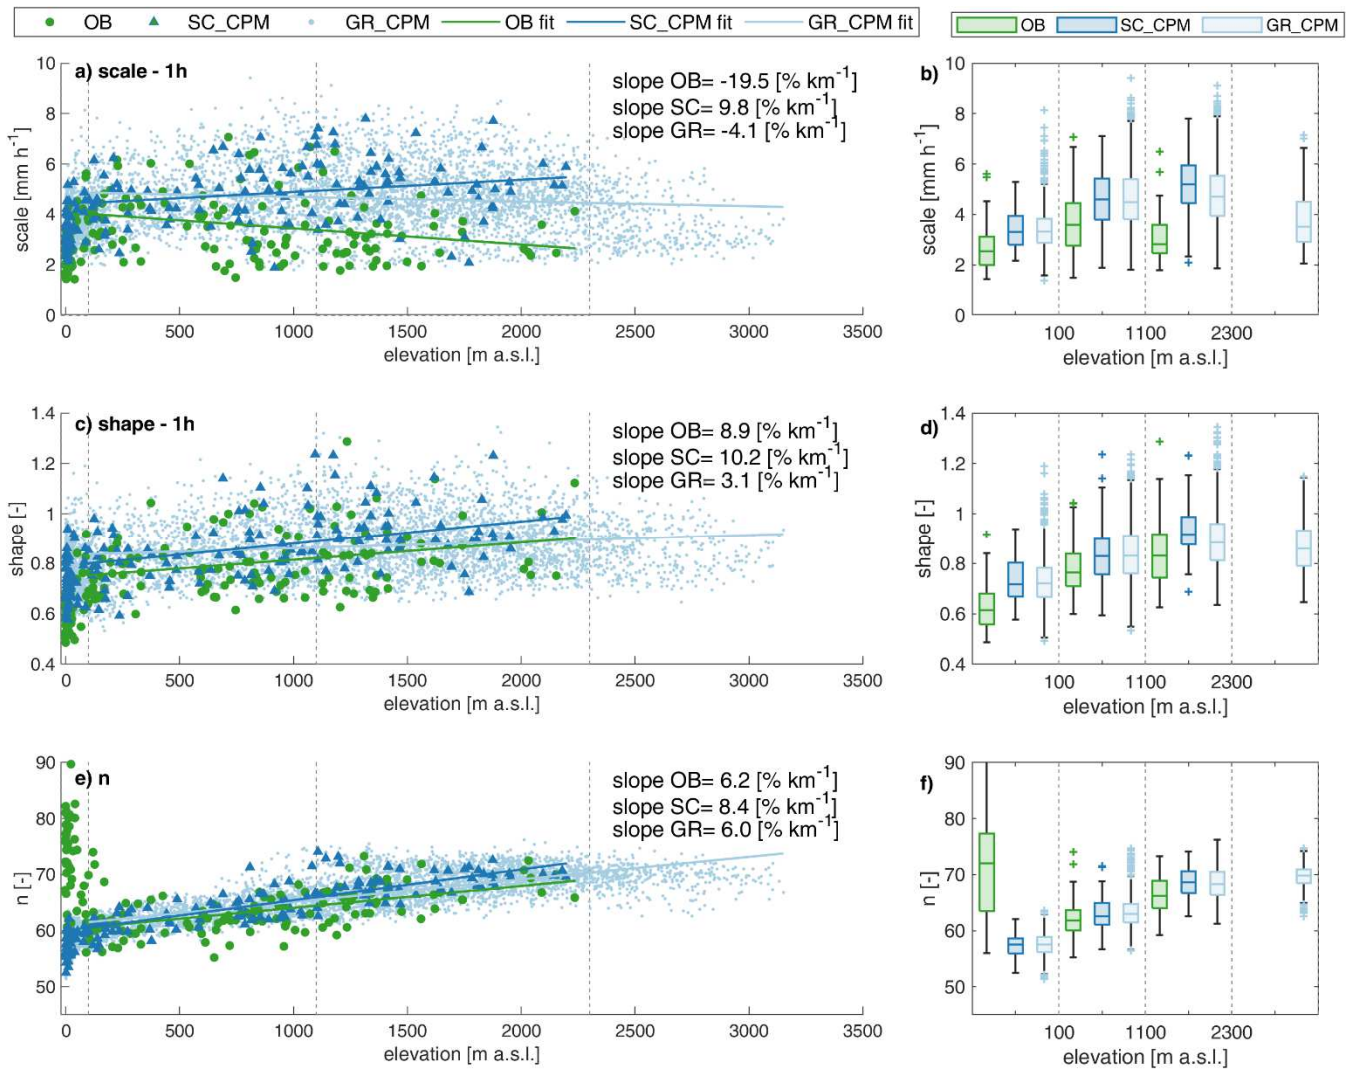 OB SC_CPM GR_CPM OB fit SC_CPM fit GR_CPM fit
OB SC_CPM GR_CPM
a) scale - 1h
slope OB= -19.5 [% km-1]
slope SC= 9.8 [% km-1]
slope GR= -4.1 [% km-1]
scale [mm h-1]
10
8
6
4
2
0
0 500 1000 1500 2000 2500 3000 3500
elevation [m a.s.l.]
b)
scale [mm h-1]
10
8
6
4
2
0
100 1100 2300
elevation [m a.s.l.]
c) shape - 1h
slope OB= 8.9 [% km-1]
slope SC= 10.2 [% km-1]
slope GR= 3.1 [% km-1]
shape [-]
1.4
1.2
1
0.8
0.6
0.4
0 500 1000 1500 2000 2500 3000 3500
elevation [m a.s.l.]
d)
shape [-]
1.4
1.2
1
0.8
0.6
0.4
100 1100 2300
elevation [m a.s.l.]
e) n
slope OB= 6.2 [% km-1]
slope SC= 8.4 [% km-1]
slope GR= 6.0 [% km-1]
n [-]
90
80
70
60
50
0 500 1000 1500 2000 2500 3000 3500
elevation [m a.s.l.]
f)
n [-]
90
80
70
60
50
100 1100 2300
elevation [m a.s.l.]